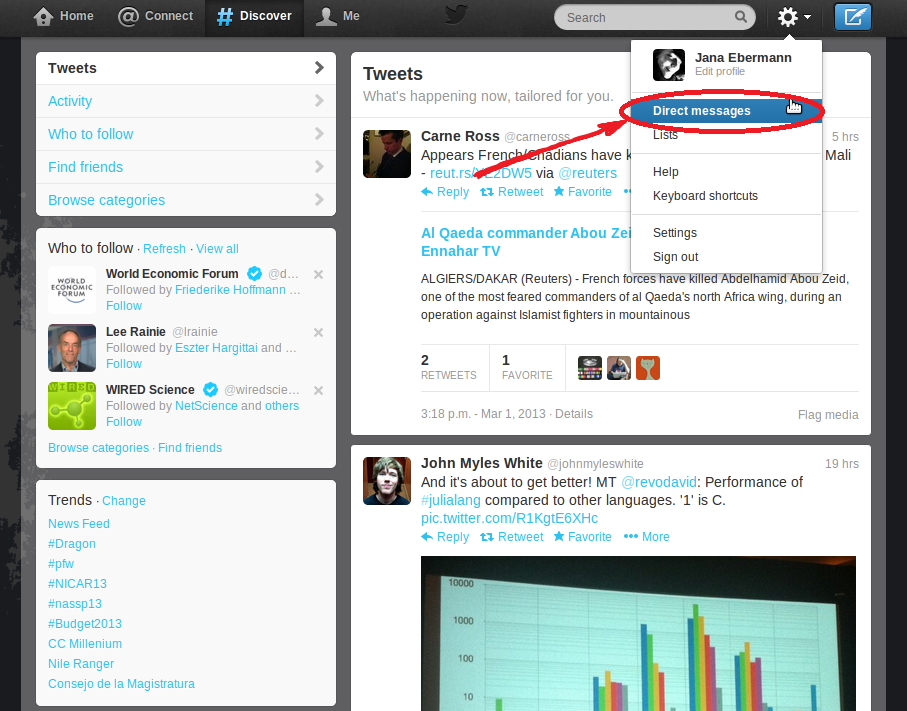 Home
Connect
Discover
Me
Search
Jana Ebermann
Edit profile
Direct messages
Lists
Help
Keyboard shortcuts
Settings
Sign out
Tweets
Activity
Who to follow
Find friends
Browse categories
Who to follow · Refresh · View all
World Economic Forum @d…
Followed by Friederike Hoffmann …
Follow
WORLD
ECONOMIC
FORUM
Lee Rainie @lrainie
Followed by Eszter Hargittai and …
Follow
WIRED
WIRED Science @wiredscie…
Followed by NetScience and others
Follow
Browse categories · Find friends
Trends · Change
News Feed
#Dragon
#pfw
#NICAR13
#nassp13
#Budget2013
CC Millenium
Nile Ranger
Consejo de la Magistratura
Tweets
What's happening now, tailored for you.
Carne Ross @carneross 5 hrs
Appears French/Chadians have Mali
- via @reuters
Reply Retweet Favorite
Al Qaeda commander Abou Zei
Ennahar TV
ALGIERS/DAKAR (Reuters) - French forces have killed Abdelhamid Abou Zeid,
one of the most feared commanders of al Qaeda's north Africa wing, during an
operation against Islamist fighters in mountainous
2 1
RETWEETS FAVORITE
3:18 p.m. - Mar 1, 2013 · Details Flag media
John Myles White @johnmyleswhite 19 hrs
And it's about to get better! MT @revodavid: Performance of
#julialang compared to other languages. '1' is C.
pic.twitter.com/R1KgtE6XHc
Reply Retweet Favorite More
10000
1000
100
10